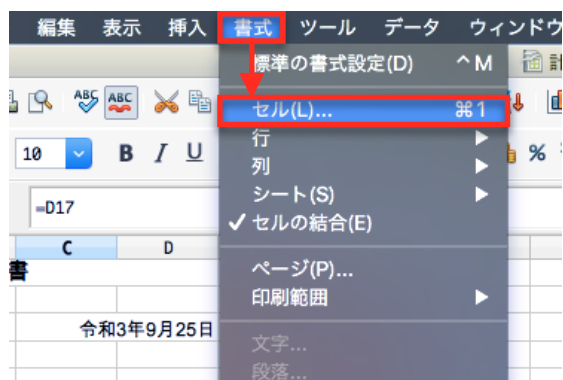 編集 表示 挿入 書式 ツール データ ウィンドウ
標準の書式設定(D) ^M
ABC ABC
セル(L)... ⌘1
10 B I U %
行
列
=D17
シート(S)
✓ セルの結合(E)
C D
書
ページ(P)...
印刷範囲
令和3年9月25日
文字...
段落...